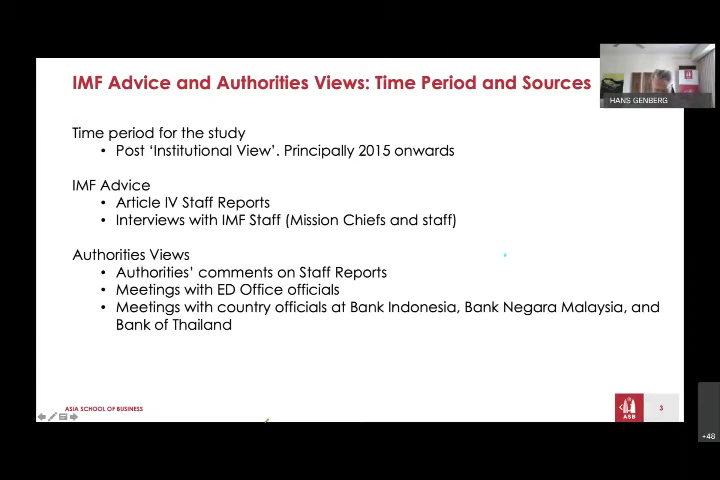 IMF Advice and Authorities Views: Time Period and Sources
HANS GENBERG
Time period for the study
• Post ‘Institutional View’. Principally 2015 onwards
IMF Advice
• Article IV Staff Reports
• Interviews with IMF Staff (Mission Chiefs and staff)
Authorities Views
• Authorities’ comments on Staff Reports
• Meetings with ED Office officials
• Meetings with country officials at Bank Indonesia, Bank Negara Malaysia, and
Bank of Thailand
ASIA SCHOOL OF BUSINESS
ASB
3
+48